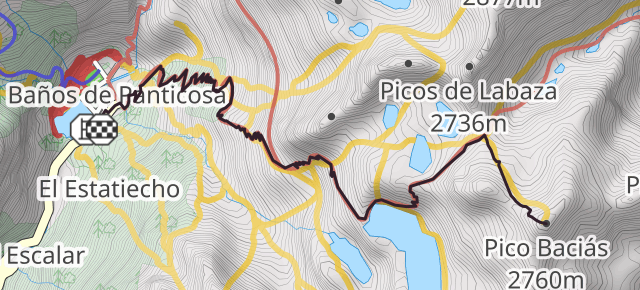 2877m
Baños de Panticosa
Picos de Labaza
2736m
El Estatiecho
P
Escalar
Pico Baciás
2760m